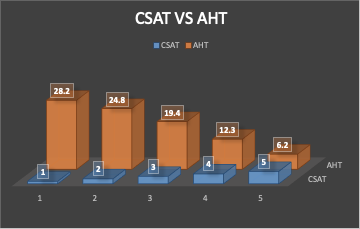 CSAT VS AHT
CSAT AHT
28.2
24.8
19.4
12.3
6.2
1
2
3
4
5
AHT
CSAT
1 2 3 4 5